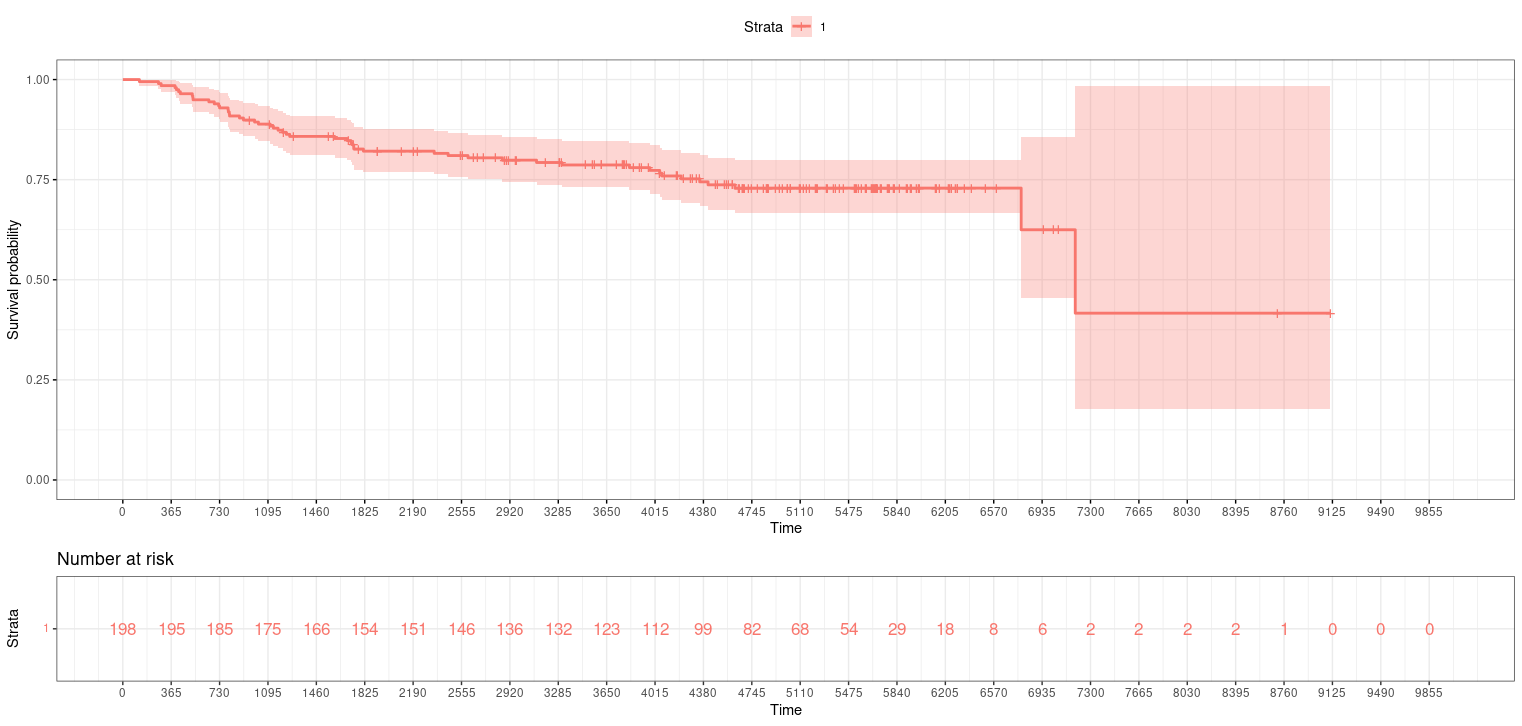 Strata 1
1.00
0.75
0.50
0.25
0.00
Survival probability
0 365 730 1095 1460 1825 2190 2555 2920 3285 3650 4015 4380 4745 5110 5475 5840 6205 6570 6935 7300 7665 8030 8395 8760 9125 9490 9855
Time
Number at risk
Strata
1 198 195 185 175 166 154 151 146 136 132 123 112 99 82 68 54 29 18 8 6 2 2 2 2 1 0 0 0
0 365 730 1095 1460 1825 2190 2555 2920 3285 3650 4015 4380 4745 5110 5475 5840 6205 6570 6935 7300 7665 8030 8395 8760 9125 9490 9855
Time